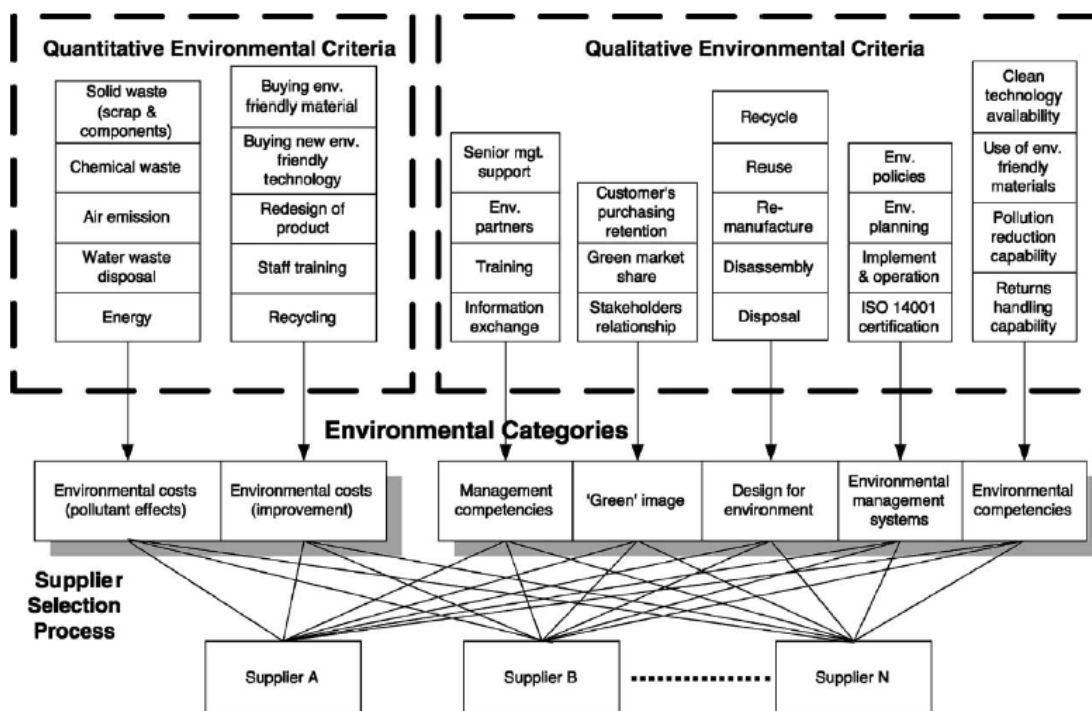 Quantitative Environmental Criteria
Solid waste
(scrap &
components)
Chemical waste
Air emission
Water waste
disposal
Energy
Buying env.
friendly material
Buying new env.
friendly
technology
Redesign of
product
Staff training
Recycling
Qualitative Environmental Criteria
Senior mgt.
support
Env.
partners
Training
Information
exchange
Customer's
purchasing
retention
Green market
share
Stakeholders
relationship
Recycle
Reuse
Re-
manufacture
Disassembly
Disposal
Env.
policies
Env.
planning
Implement
& operation
ISO 14001
certification
Clean
technology
availability
Use of env.
friendly
materials
Pollution
reduction
capability
Returns
handling
capability
Environmental Categories
Environmental costs
(pollutant effects)
Environmental costs
(improvement)
Management
competencies
'Green' image
Design for
environment
Environmental
management
systems
Environmental
competencies
Supplier
Selection
Process
Supplier A
Supplier B
Supplier N